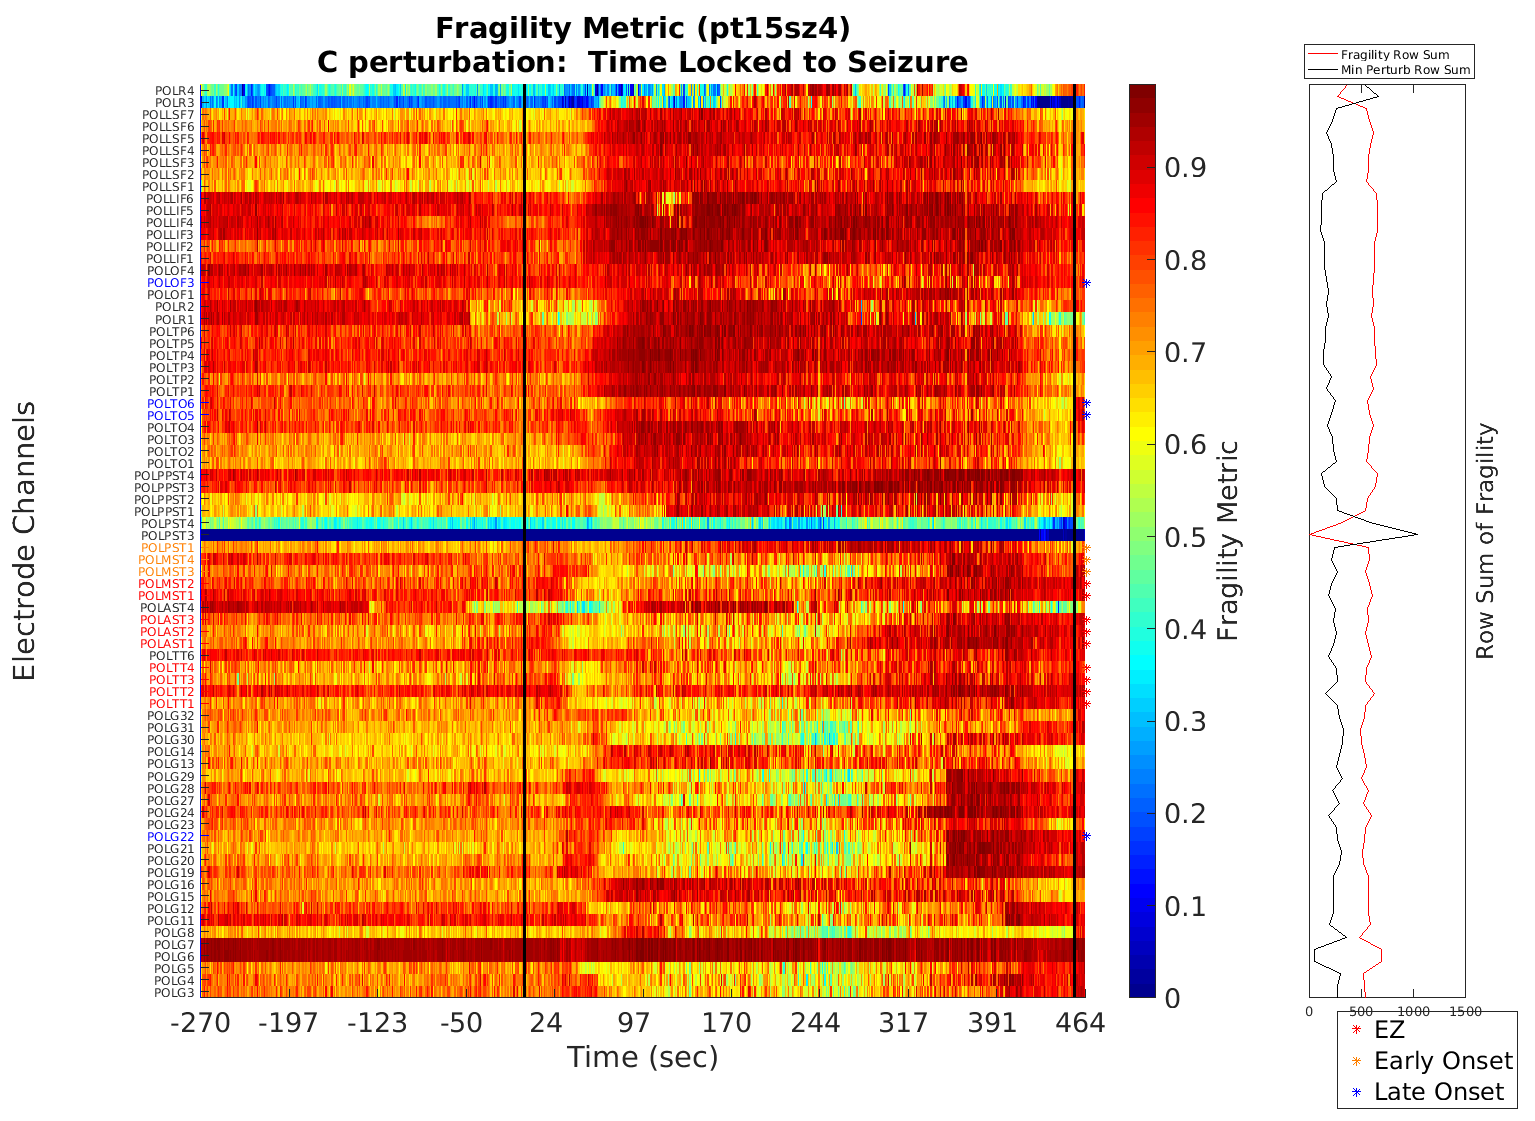 Fragility Metric (pt15sz4)
C perturbation:  Time Locked to Seizure
Fragility Row Sum
Min Perturb Row Sum
Electrode Channels
POLR4
POLR3
POLLSF7
POLLSF6
POLLSF5
POLLSF4
POLLSF3
POLLSF2
POLLSF1
POLLIF6
POLLIF5
POLLIF4
POLLIF3
POLLIF2
POLLIF1
POLOF4
POLOF3
POLOF1
POLR2
POLR1
POLTP6
POLTP5
POLTP4
POLTP3
POLTP2
POLTP1
POLTO6
POLTO5
POLTO4
POLTO3
POLTO2
POLTO1
POLPPST4
POLPPST3
POLPPST2
POLPPST1
POLPST4
POLPST3
POLPST1
POLMST4
POLMST3
POLMST2
POLMST1
POLAST4
POLAST3
POLAST2
POLAST1
POLTT6
POLTT4
POLTT3
POLTT2
POLTT1
POLG32
POLG31
POLG30
POLG14
POLG13
POLG29
POLG28
POLG27
POLG24
POLG23
POLG22
POLG21
POLG20
POLG19
POLG16
POLG15
POLG12
POLG11
POLG8
POLG7
POLG6
POLG5
POLG4
POLG3
-270 -197 -123 -50 24 97 170 244 317 391 464
Time (sec)
0.9
0.8
0.7
0.6
0.5
0.4
0.3
0.2
0.1
0
Fragility Metric
0 500 1000 1500
Row Sum of Fragility
EZ
Early Onset
Late Onset